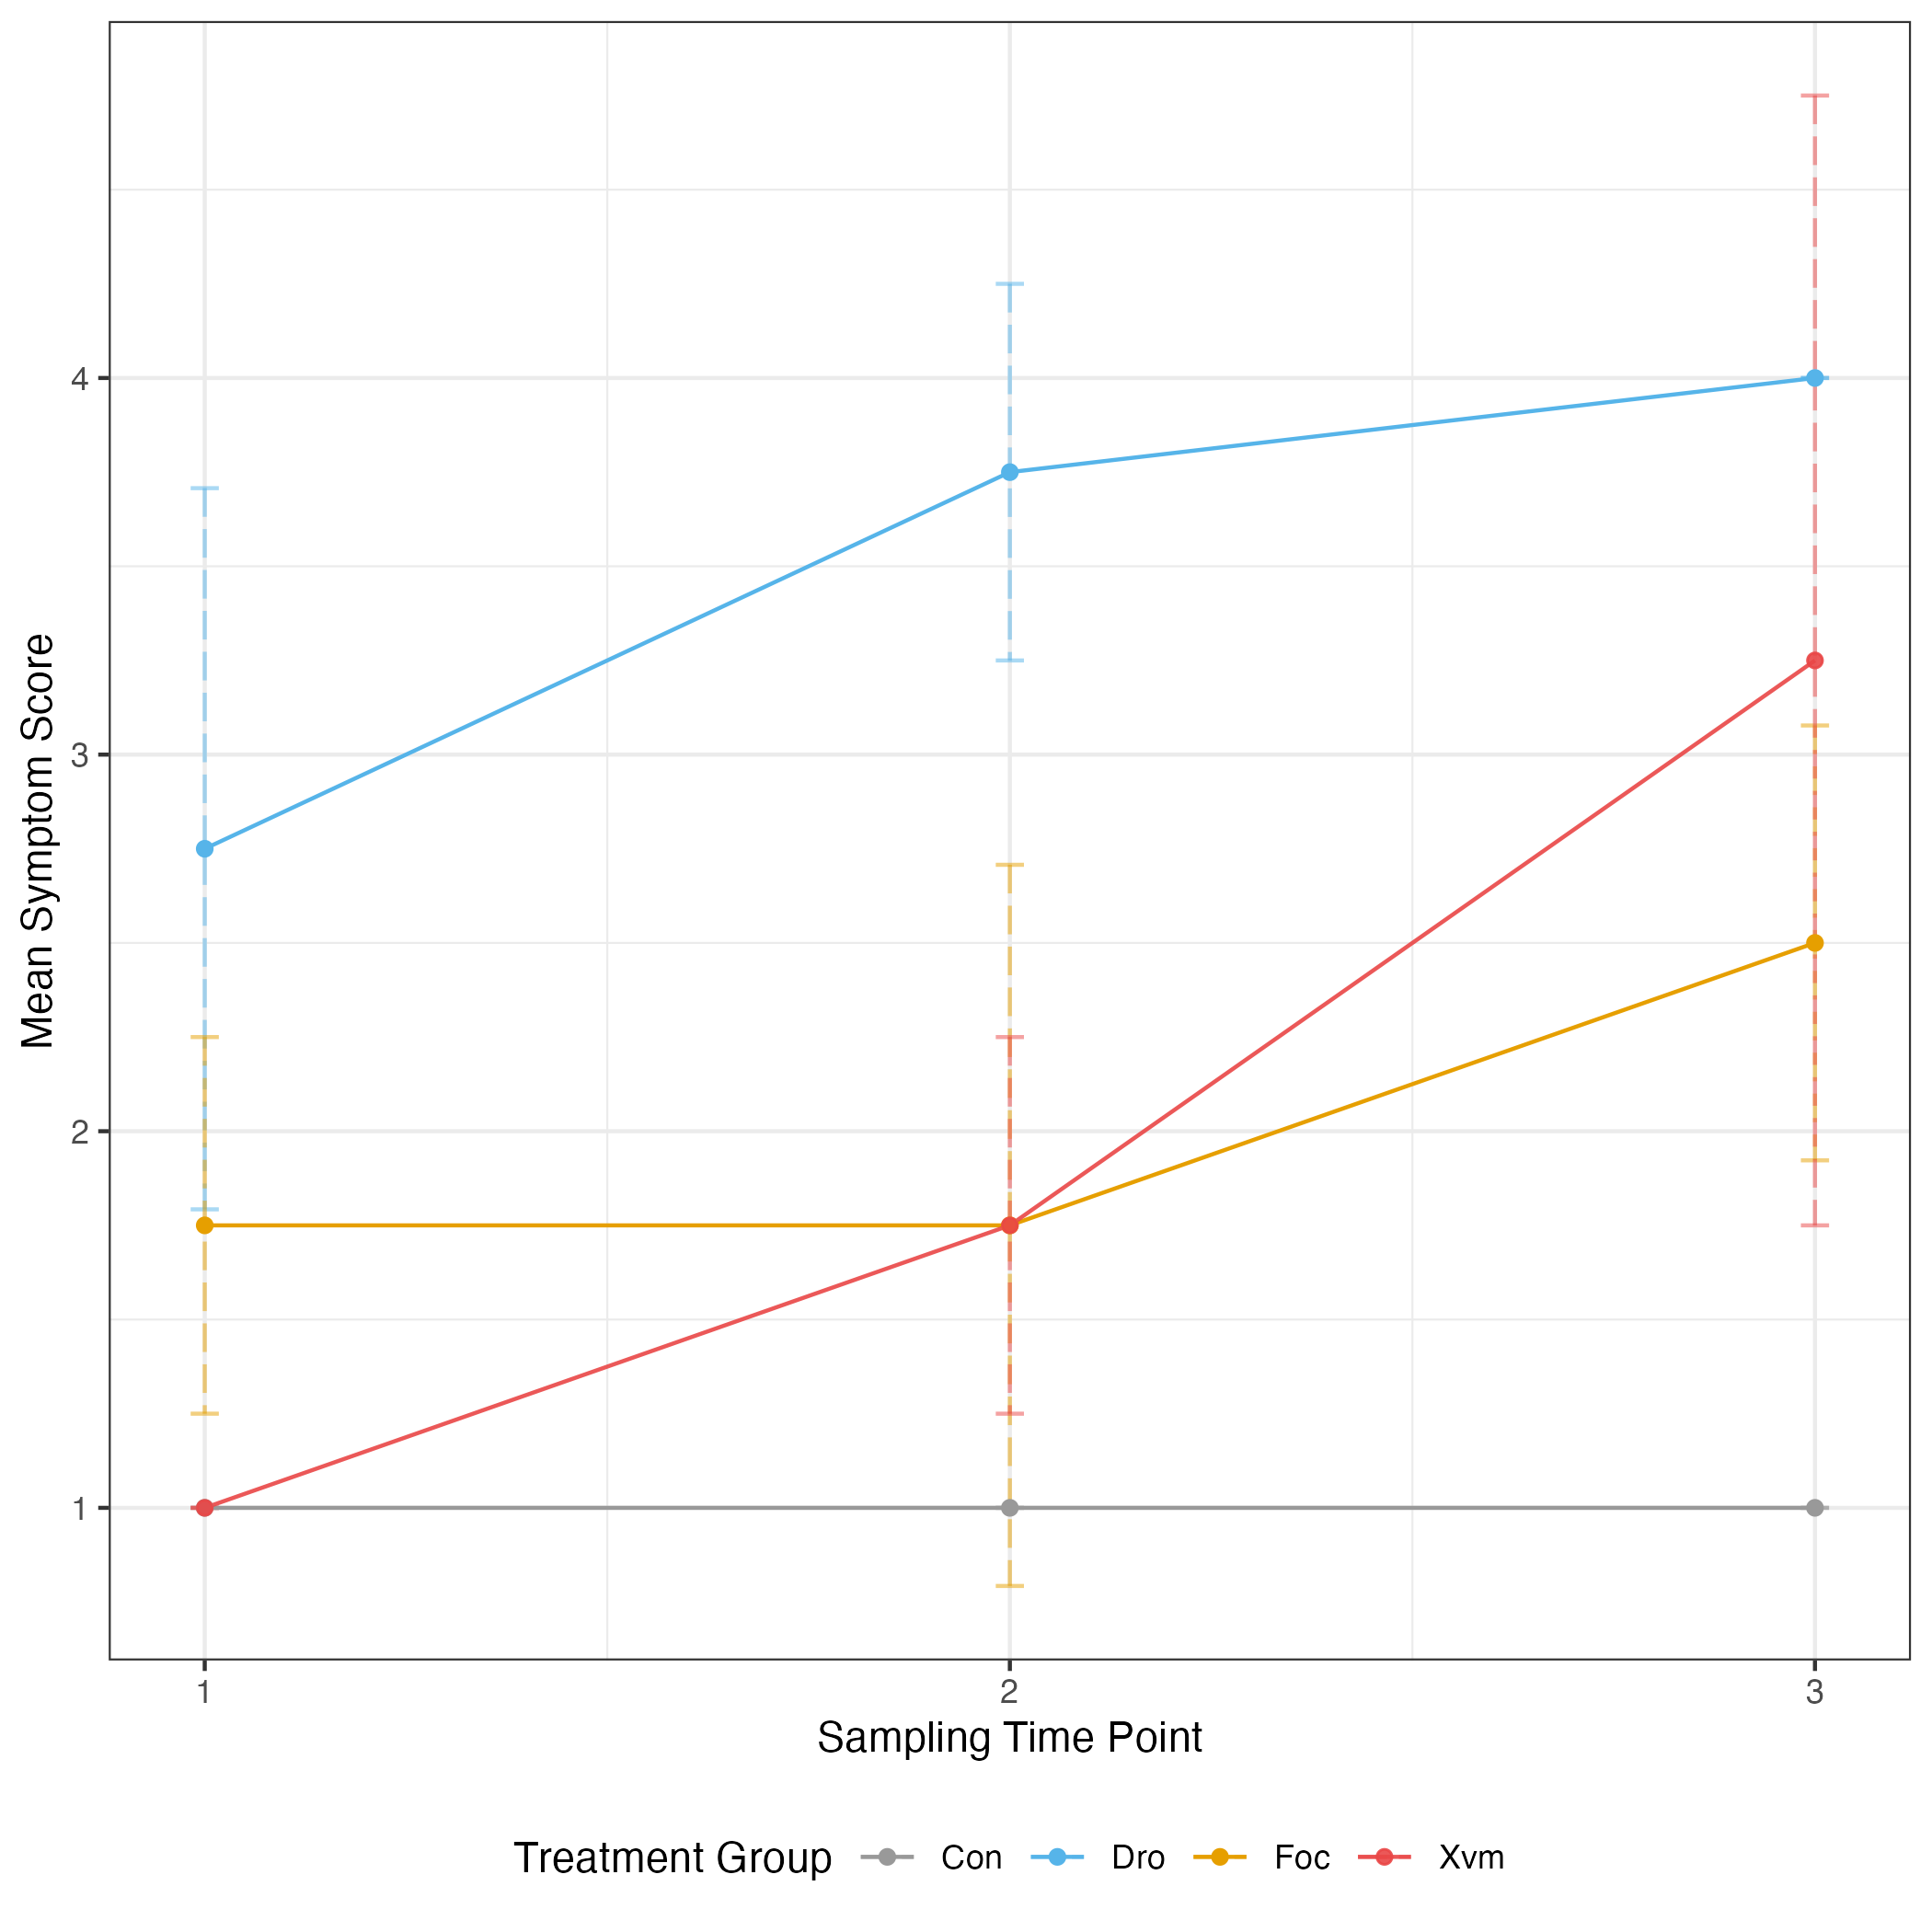 Mean Symptom Score
4
3
2
1
1 2 3
Sampling Time Point
Treatment Group Con Dro Foc Xvm